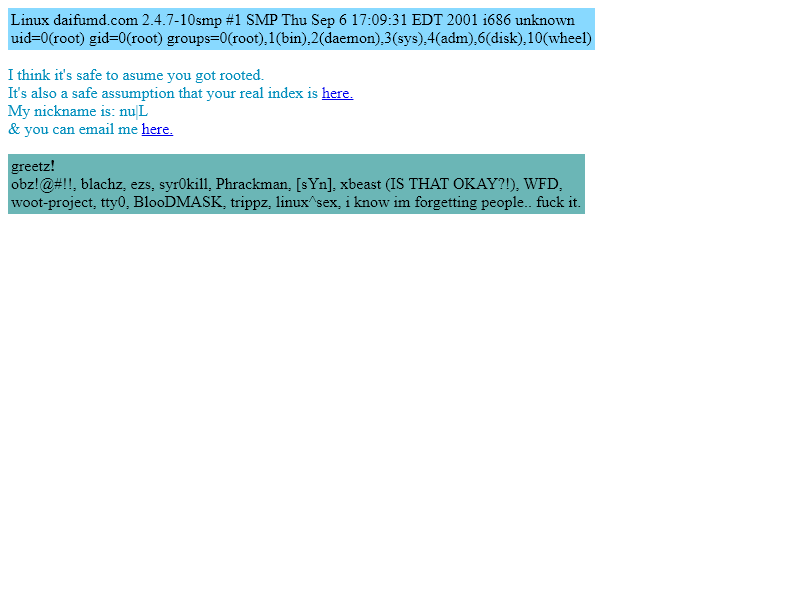 Linux daifumd.com 2.4.7-10smp #1 SMP Thu Sep 6 17:09:31 EDT 2001 i686 unknown
uid=0(root) gid=0(root) groups=0(root),1(bin),2(daemon),3(sys),4(adm),6(disk),10(wheel)
I think it's safe to asume you got rooted.
It's also a safe assumption that your real index is here.
My nickname is: nu|L
& you can email me here.
greetz!
obz!@#!!, blachz, ezs, syr0kill, Phrackman, [sYn], xbeast (IS THAT OKAY?!), WFD,
woot-project, tty0, BlooDMASK, trippz, linux^sex, i know im forgetting people.. fuck it.